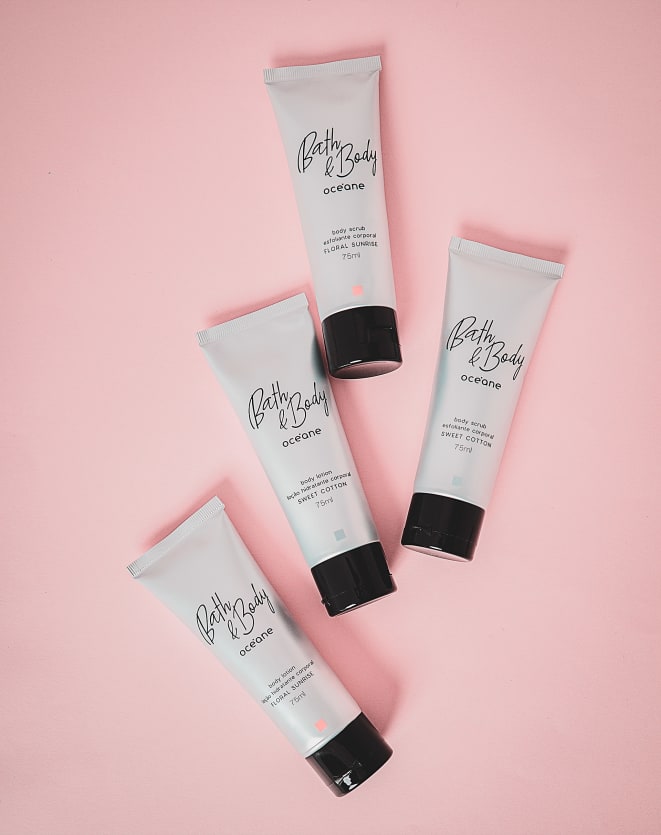 Bath
& Body
océane
body scrub
esfoliante corporal
FLORAL SUNRISE
75ml
Bath
& Body
océane
body scrub
esfoliante corporal
SWEET COTTON
75ml
Bath
& Body
océane
body lotion
loção hidratante corporal
SWEET COTTON
75ml
Bath
& Body
océane
body lotion
loção hidratante corporal
FLORAL SUNRISE
75ml